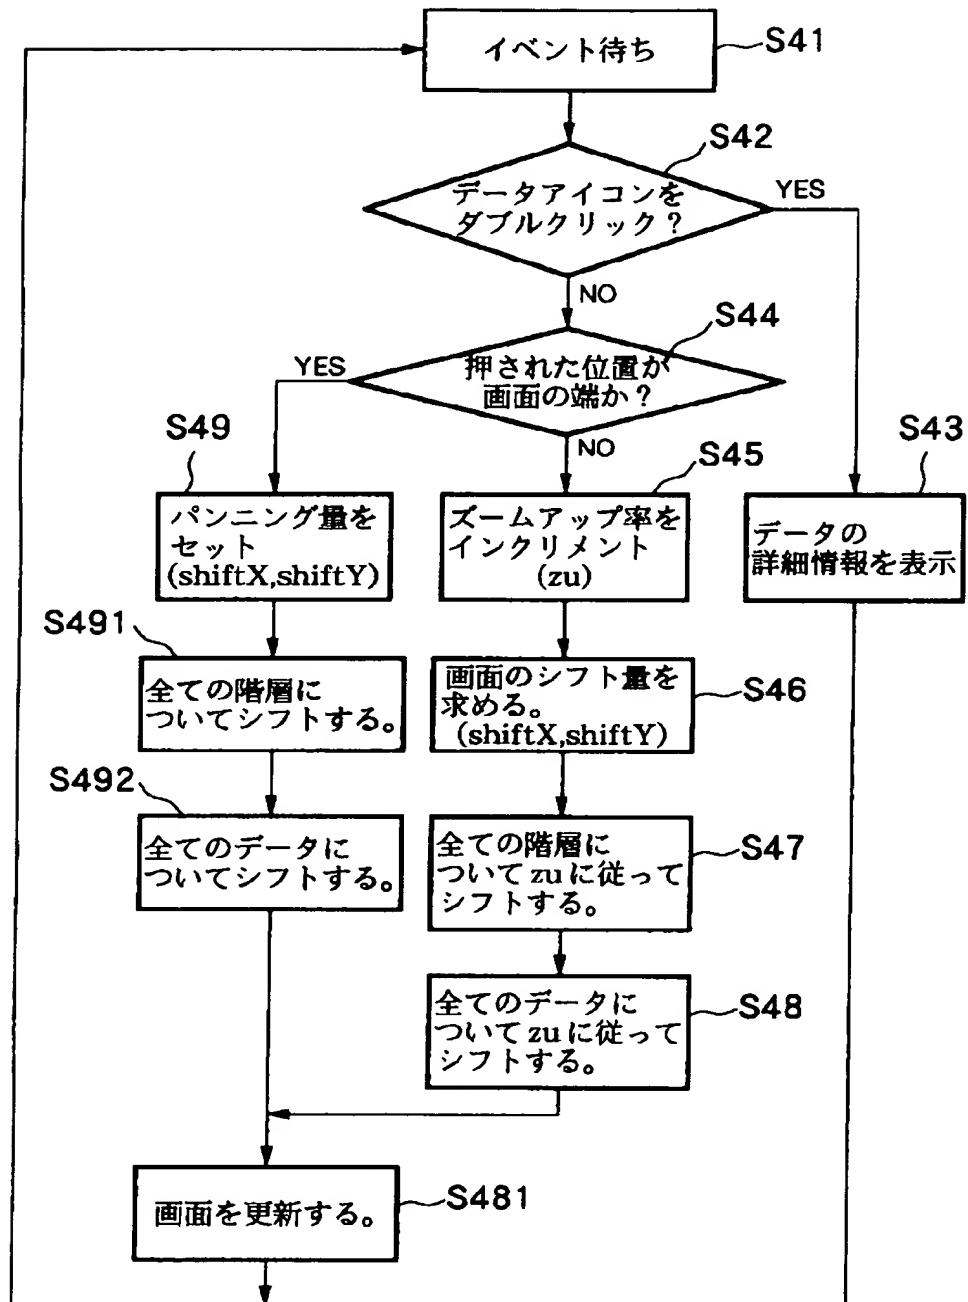 イベント待ち
S41
S42
データアイコンを
ダブルクリック？
YES
NO
S44
押された位置が
画面の端か？
YES
NO
S49
パンニング量を
セット
(shiftX,shiftY)
S45
ズームアップ率を
インクリメント
(zu)
S43
データの
詳細情報を表示
S491
全ての階層に
ついてシフトする。
画面のシフト量を
求める。
(shiftX,shiftY)
S46
S492
全てのデータに
ついてシフトする。
全ての階層に
ついてzuに従って
シフトする。
S47
全てのデータに
ついてzuに従って
シフトする。
S48
画面を更新する。
S481